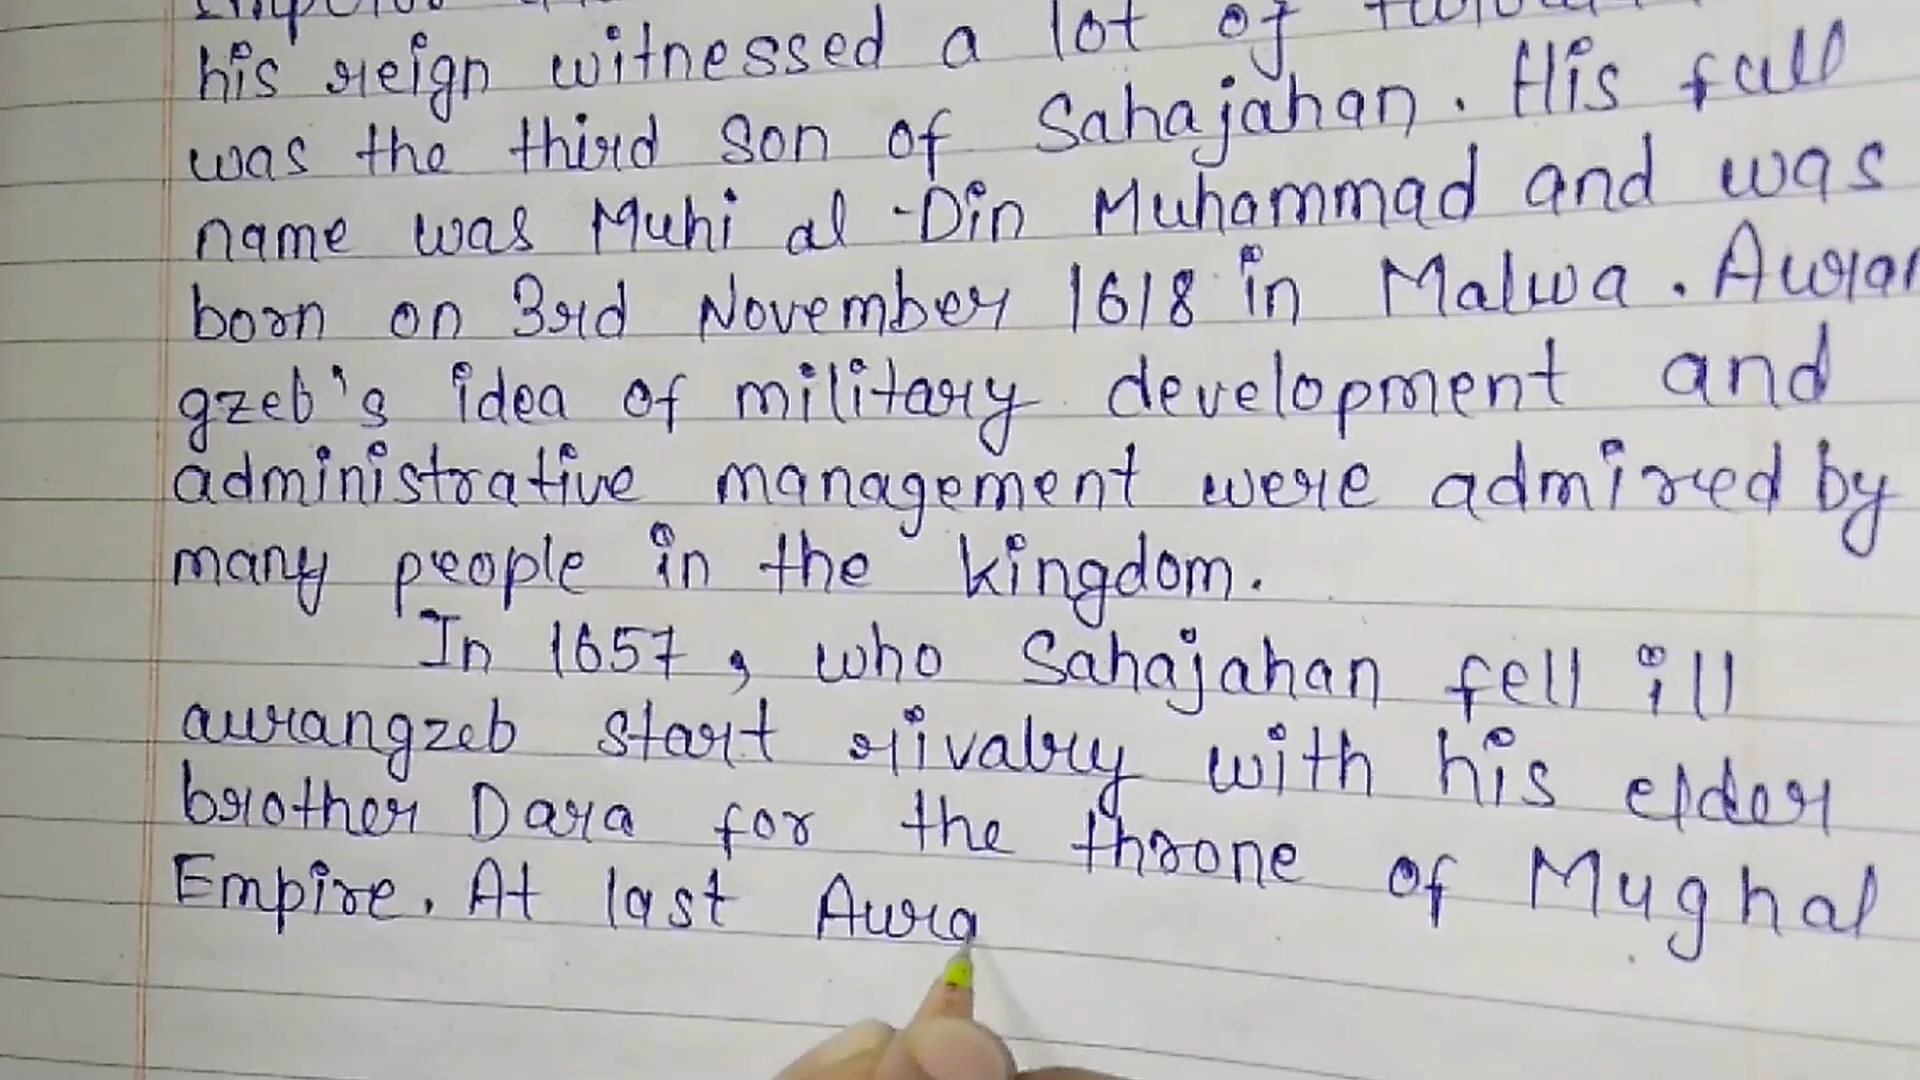 his reign witnessed a lot of
was the third son of Sahajahan. His full
name was Muhi al-Din Muhammad and was
born on 3rd November 1618 in Malwa. Auran
gzeb's idea of military development and
administrative management were admired by
many people in the kingdom.
In 1657, who Sahajahan fell ill
aurangzeb start rivalry with his elder
brother Dara for the throne of Mughal
Empire. At last Aura